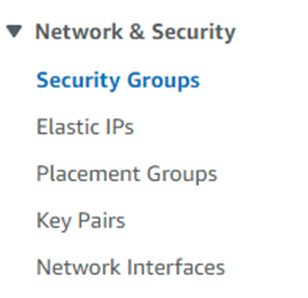 Network & Security
Security Groups
Elastic IPs
Placement Groups
Key Pairs
Network Interfaces